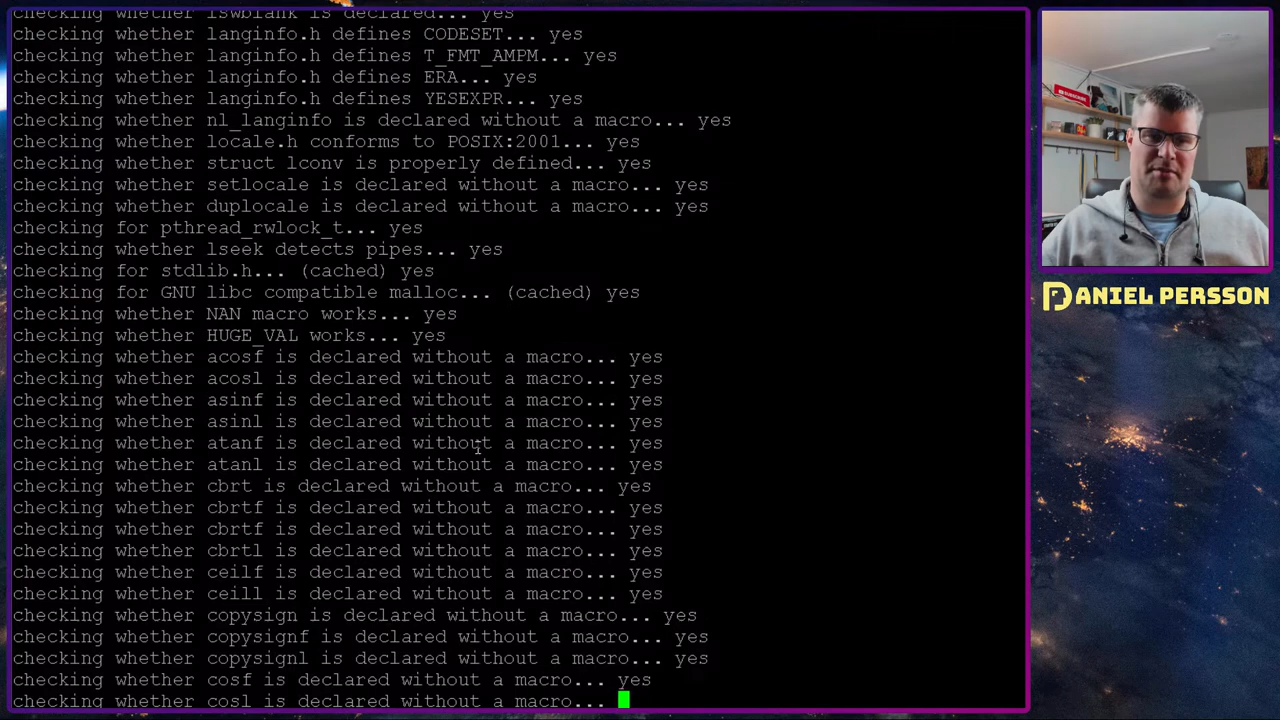 checking whether iswblank is declared... yes
checking whether langinfo.h defines CODESET... yes
checking whether langinfo.h defines T_FMT_AMPM... yes
checking whether langinfo.h defines ERA... yes
checking whether langinfo.h defines YESEXPR... yes
checking whether nl_langinfo is declared without a macro... yes
checking whether locale.h conforms to POSIX:2001... yes
checking whether struct lconv is properly defined... yes
checking whether setlocale is declared without a macro... yes
checking whether duplocale is declared without a macro... yes
checking for pthread_rwlock_t... yes
checking whether lseek detects pipes... yes
checking for stdlib.h... (cached) yes
checking for GNU libc compatible malloc... (cached) yes
checking whether NAN macro works... yes
checking whether HUGE_VAL works... yes
checking whether acosf is declared without a macro... yes
checking whether acosl is declared without a macro... yes
checking whether asinf is declared without a macro... yes
checking whether asinl is declared without a macro... yes
checking whether atanf is declared without a macro... yes
checking whether atanl is declared without a macro... yes
checking whether cbrt is declared without a macro... yes
checking whether cbrtf is declared without a macro... yes
checking whether cbrtf is declared without a macro... yes
checking whether cbrtl is declared without a macro... yes
checking whether ceilf is declared without a macro... yes
checking whether ceill is declared without a macro... yes
checking whether copysign is declared without a macro... yes
checking whether copysignf is declared without a macro... yes
checking whether copysignl is declared without a macro... yes
checking whether cosf is declared without a macro... yes
checking whether cosl is declared without a macro...
SUBSCRIBE
DANIEL PERSSON